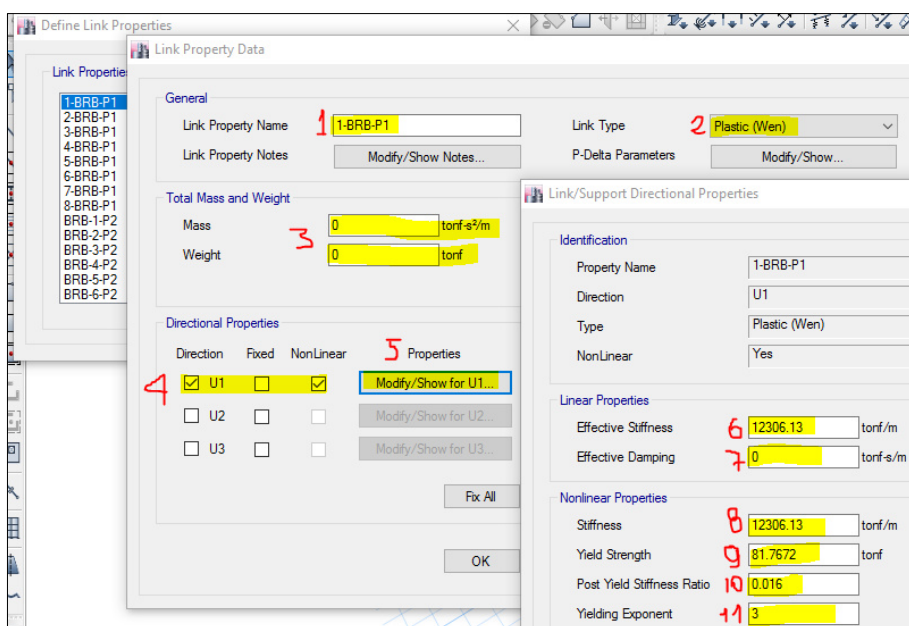 Define Link Properties
Link Property Data
Link Properties
1-BRB-P1
2-BRB-P1
3-BRB-P1
4-BRB-P1
5-BRB-P1
6-BRB-P1
7-BRB-P1
8-BRB-P1
BRB-1-P2
BRB-2-P2
BRB-3-P2
BRB-4-P2
BRB-5-P2
BRB-6-P2
General
Link Property Name 1 1-BRB-P1 Link Type 2 Plastic (Wen)
Link Property Notes Modify/Show Notes... P-Delta Parameters Modify/Show...
Total Mass and Weight
Mass 0 tonf-s²/m
3
Weight 0 tonf
Directional Properties
5
Direction Fixed NonLinear Properties
4 U1 Modify/Show for U1...
U2 Modify/Show for U2...
U3 Modify/Show for U3...
Fix All
OK
Link/Support Directional Properties
Identification
Property Name 1-BRB-P1
Direction U1
Type Plastic (Wen)
NonLinear Yes
Linear Properties
Effective Stiffness 6 12306.13 tonf/m
Effective Damping 7 0 tonf-s/m
Nonlinear Properties
Stiffness 8 12306.13 tonf/m
Yield Strength 9 81.7672 tonf
Post Yield Stiffness Ratio 10 0.016
Yielding Exponent 11 3